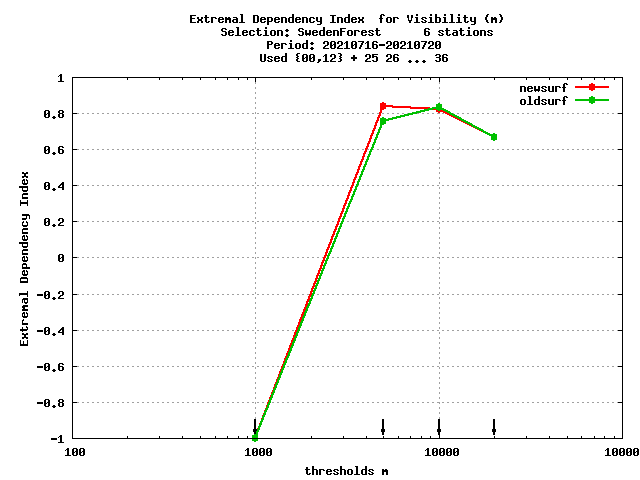 Extremal Dependency Index  for Visibility (m)
Selection: SwedenForest      6 stations
Period: 20210716-20210720
Used {00,12} + 25 26 ... 36
newsurf
oldsurf
Extremal Dependency Index
1
0.8
0.6
0.4
0.2
0
-0.2
-0.4
-0.6
-0.8
-1
100 1000 10000 10000
thresholds m